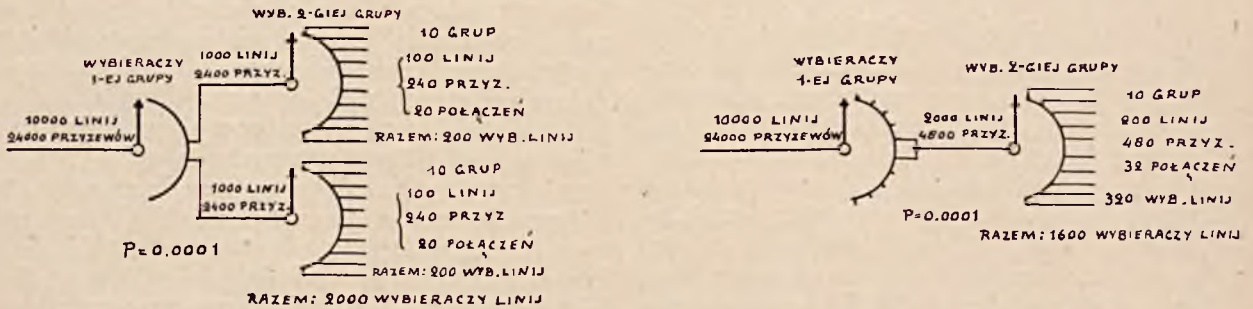 WYB. 2-GIEJ GRUPY
WYBIERACZY
1-EJ GRUPY
1000 LINIJ
2400 PRZYZ.
10 GRUP
100 LINIJ
240 PRZYZ.
20 POŁĄCZEŃ
RAZEM: 200 WYB. LINIJ
10000 LINIJ
24000 PRZYZEWÓW
1000 LINIJ
2400 PRZYZ.
10 GRUP
100 LINIJ
240 PRZYZ
20 POŁĄCZEŃ
RAZEM: 200 WYB. LINIJ
P=0.0001
RAZEM: 2000 WYBIERACZY LINIJ
WYBIERACZY
1-EJ GRUPY
WYB. 2-GIEJ GRUPY
10000 LINIJ
24000 PRZYZEWÓW
2000 LINIJ
4800 PRZYZ.
10 GRUP
200 LINIJ
480 PRZYZ.
32 POŁĄCZEŃ
320 WYB. LINIJ
P=0.0001
RAZEM: 1600 WYBIERACZY LINIJ